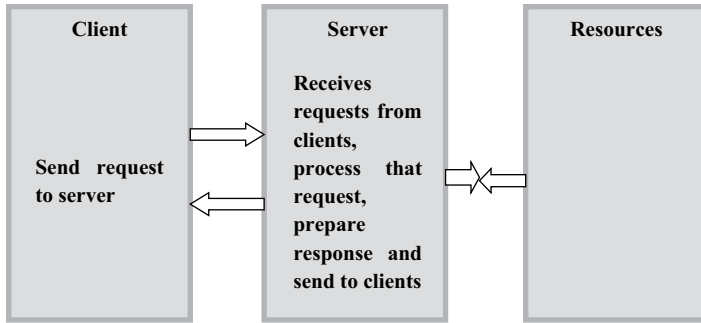 Client
Send request
to server
Server
Receives
requests from
clients,
process that
request,
prepare
response and
send to clients
Resources